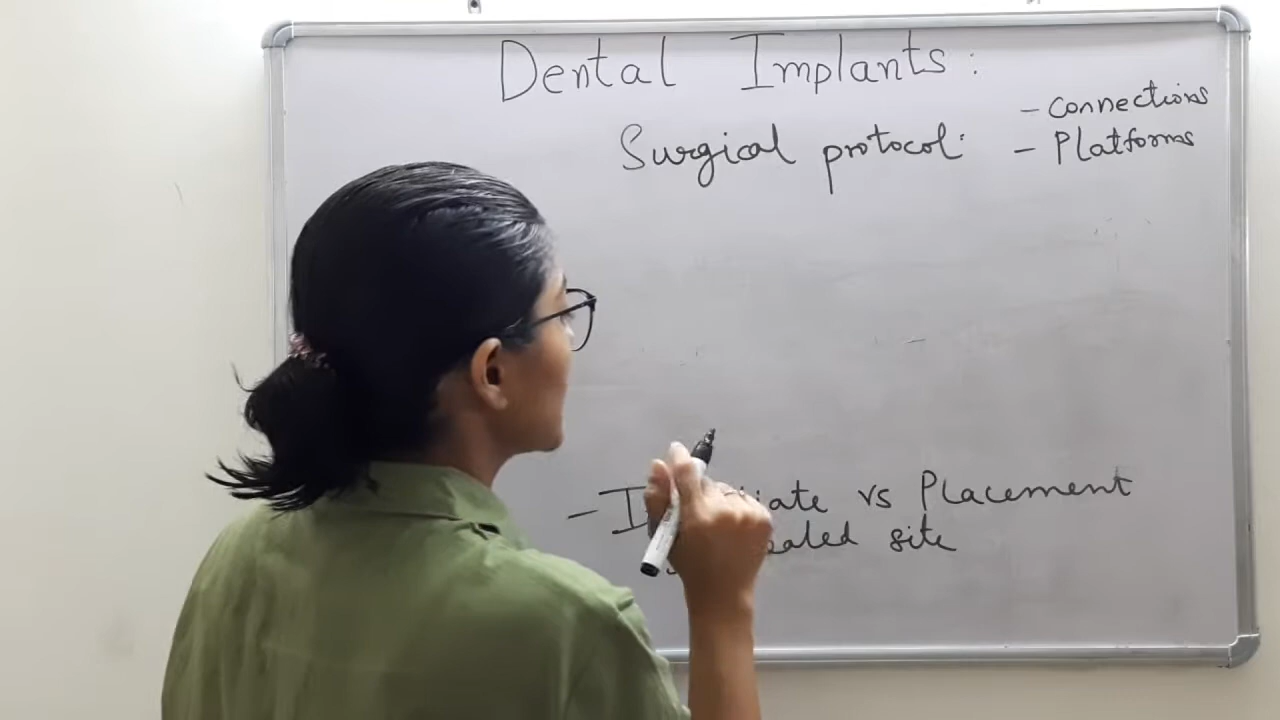 Dental Implants:
Surgical protocol:
- Connections
- Platforms
- vs Placement
site